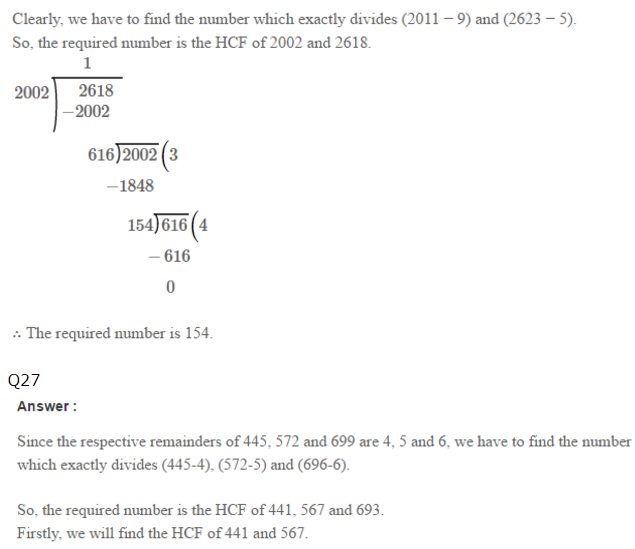 Clearly, we have to find the number which exactly divides (2011 − 9) and (2623 − 5).
So, the required number is the HCF of 2002 and 2618.
1
2002 ) 2618
−2002
616)2002(3
−1848
154)616(4
−616
0
∴ The required number is 154.
Q27
Answer :
Since the respective remainders of 445, 572 and 699 are 4, 5 and 6, we have to find the number
which exactly divides (445-4), (572-5) and (696-6).
So, the required number is the HCF of 441, 567 and 693.
Firstly, we will find the HCF of 441 and 567.